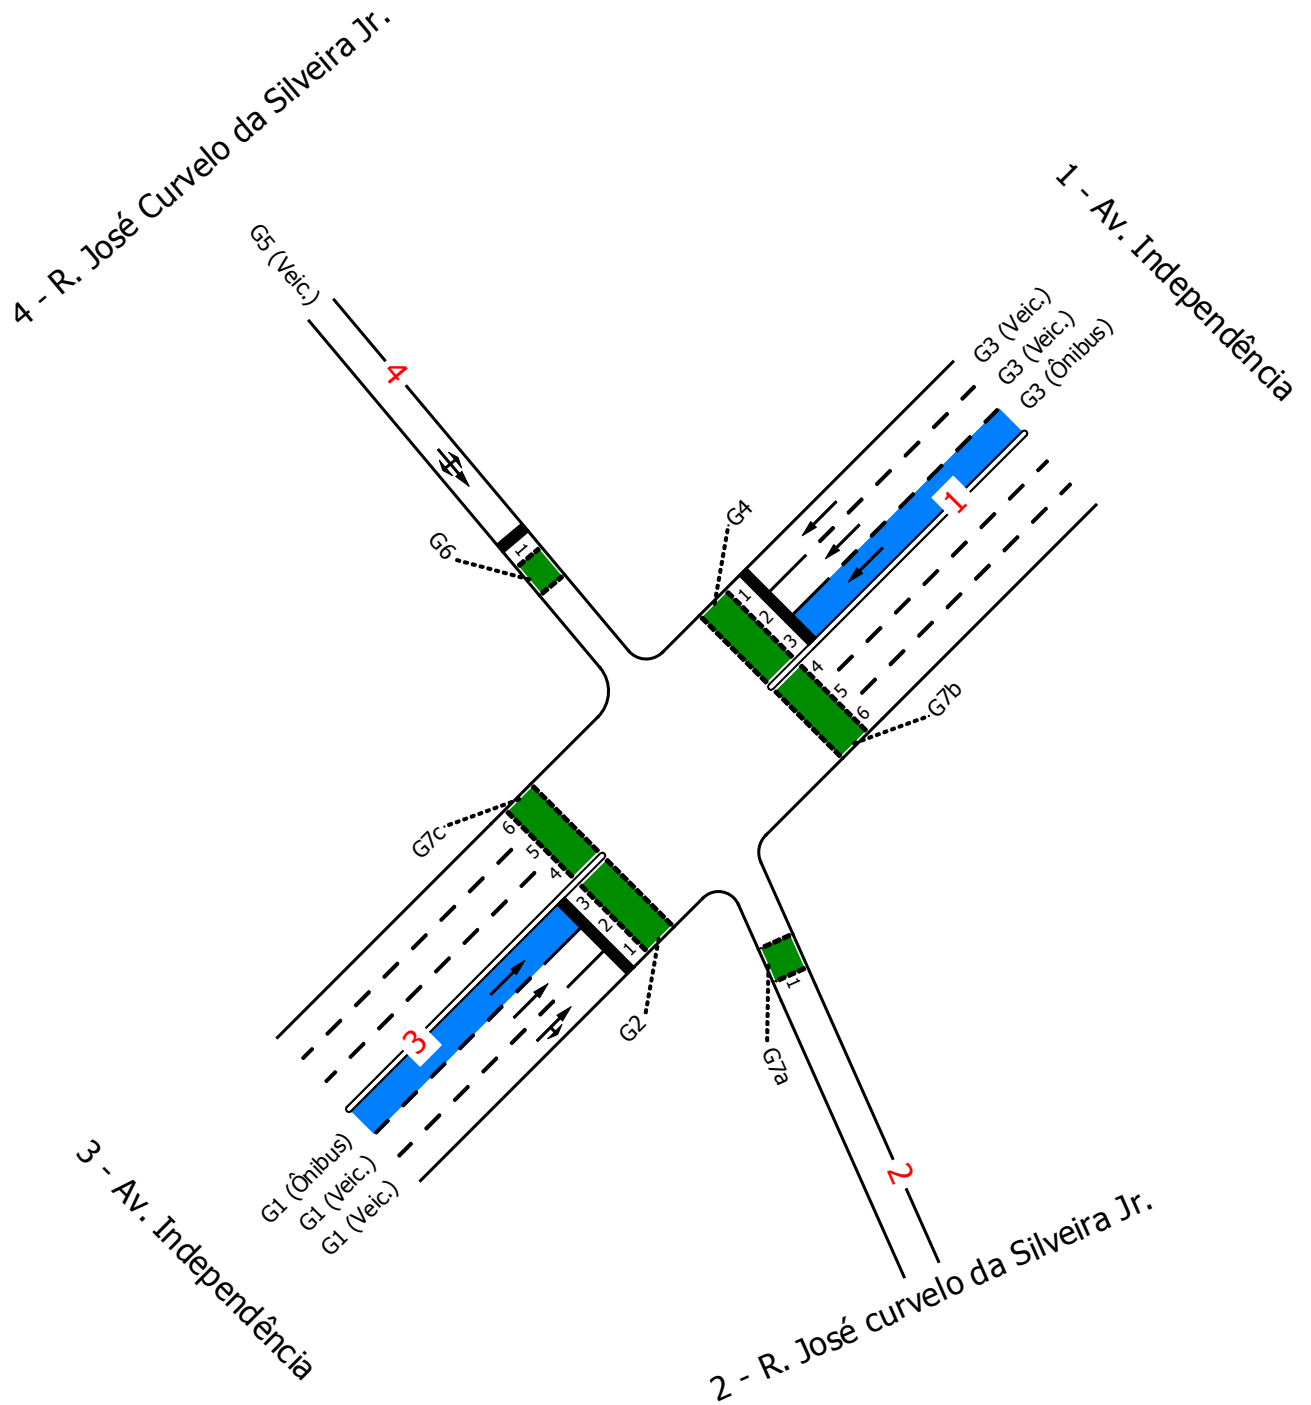 4 - R. José Curvelo da Silveira Jr.
1 - Av. Independência
G5 (Veic.)
4
G3 (Veic.)
G3 (Veic.)
G3 (Ônibus)
1
G4
G6
1
1
2
3
4
5
6
G7b
G7c
6
5
4
3
2
1
3
G2
1
G7a
G1 (Ônibus)
G1 (Veic.)
G1 (Veic.)
3 - Av. Independência
2
2 - R. José curvelo da Silveira Jr.